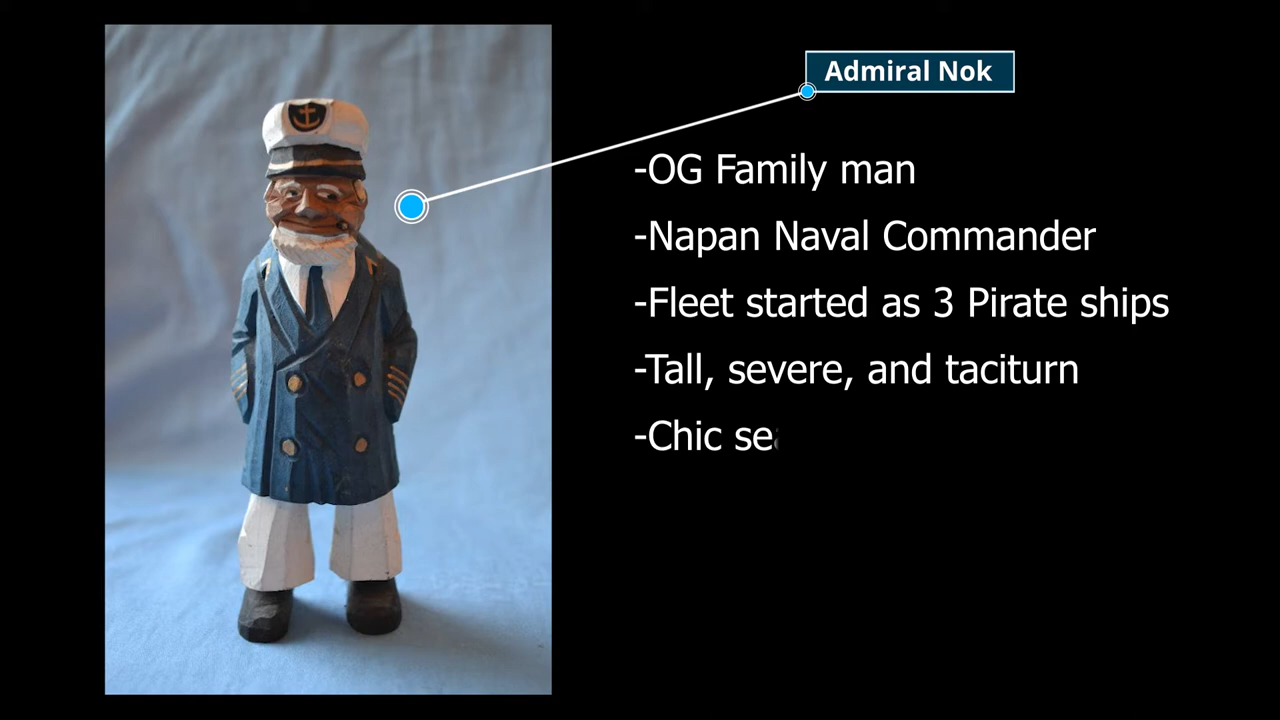 Admiral Nok
-OG Family man
-Napan Naval Commander
-Fleet started as 3 Pirate ships
-Tall, severe, and taciturn
-Chic